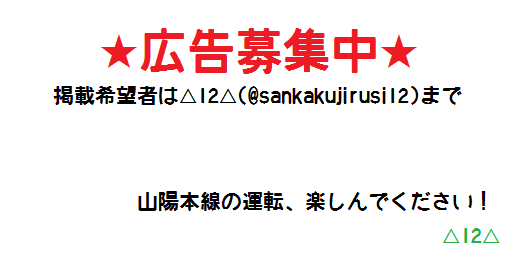 ★広告募集中★
掲載希望者は△12△(@sankakujirusi12)まで
山陽本線の運転、楽しんでください！
△12△